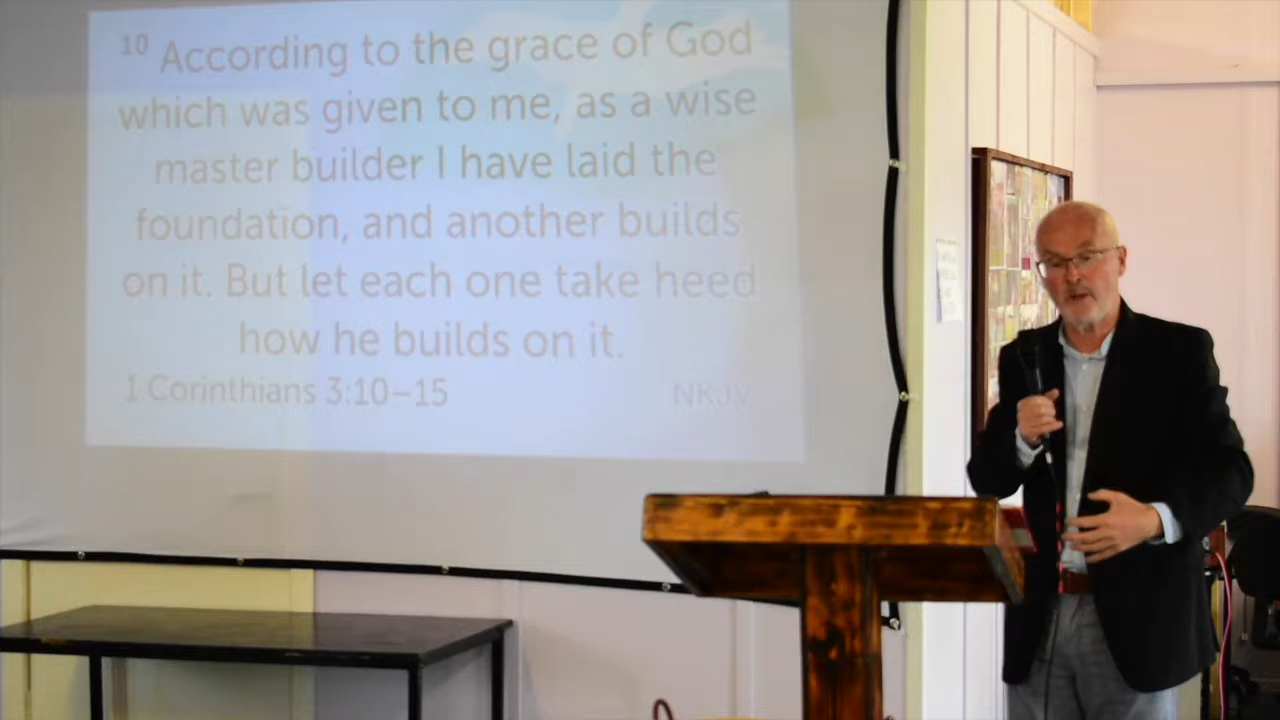 10 According to the grace of God
which was given to me, as a wise
master builder I have laid the
foundation, and another builds
on it. But let each one take heed
how he builds on it.
1 Corinthians 3:10–15 NKJV